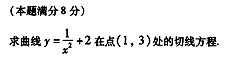 (本题满分8分)
求曲线 y=1/x²+2 在点(1,3)处的切线方程.